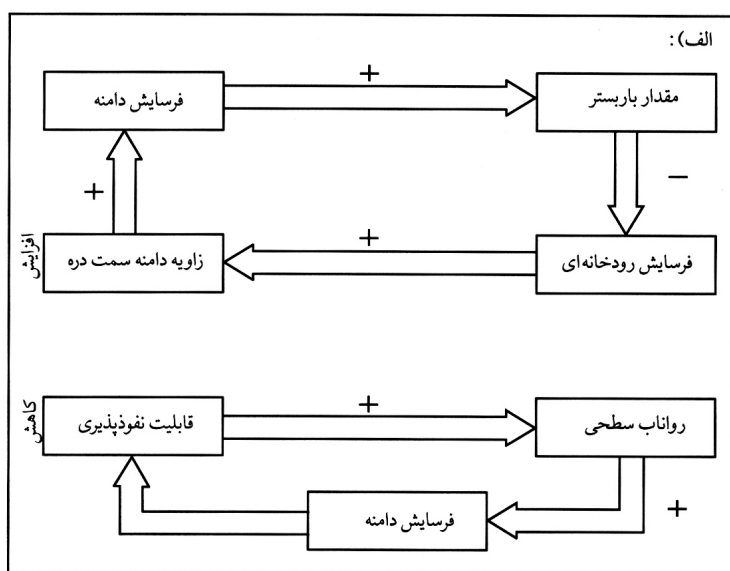 الف):
مقدار باربستر
+
فرسایش دامنه
−
+
فرسایش رودخانه‌ای
+
زاویه دامنه سمت دره
افزایش
رواناب سطحی
+
قابلیت نفوذپذیری
کاهش
+
فرسایش دامنه